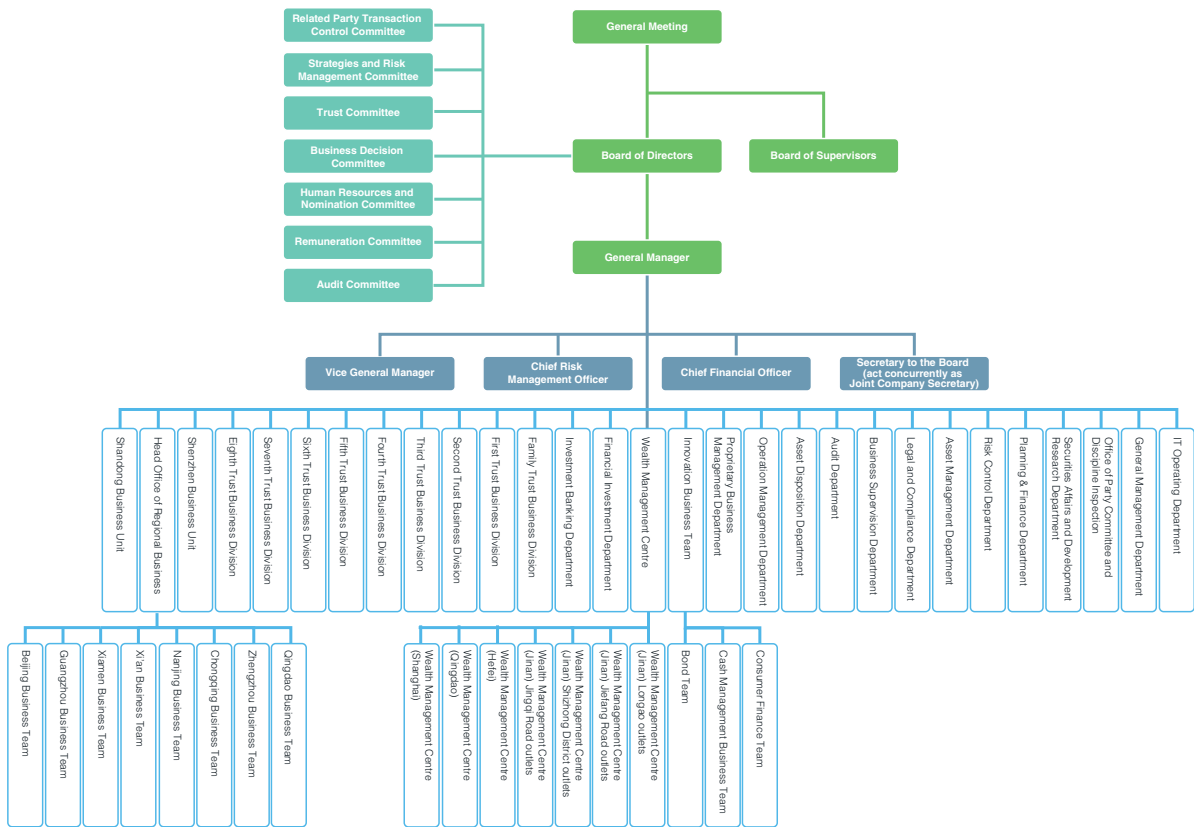 Related Party Transaction
Control Committee
General Meeting
Strategies and Risk
Management Committee
Trust Committee
Business Decision
Committee
Board of Directors
Board of Supervisors
Human Resources and
Nomination Committee
Remuneration Committee
General Manager
Audit Committee
Vice General Manager
Chief Risk
Management Officer
Chief Financial Officer
Secretary to the Board
(act concurrently as
Joint Company Secretary)
Shandong Business Unit
Head Office of Regional Business
Shenzhen Business Unit
Eighth Trust Business Division
Seventh Trust Business Division
Sixth Trust Business Division
Fifth Trust Business Division
Fourth Trust Business Division
Third Trust Business Division
Second Trust Business Division
First Trust Business Division
Family Trust Business Division
Investment Banking Department
Financial Investment Department
Wealth Management Centre
Innovation Business Team
Proprietary Business
Management Department
Operation Management Department
Asset Disposition Department
Audit Department
Business Supervision Department
Legal and Compliance Department
Asset Management Department
Risk Control Department
Planning & Finance Department
Securities Affairs and Development
Research Department
Office of Party Committee and
Discipline Inspection
General Management Department
IT Operating Department
Beijing Business Team
Guangzhou Business Team
Xiamen Business Team
Xi'an Business Team
Nanjing Business Team
Chongqing Business Team
Zhengzhou Business Team
Qingdao Business Team
Wealth Management Centre
(Shanghai)
Wealth Management Centre
(Qingdao)
Wealth Management Centre
(Hefei)
Wealth Management Centre
(Jinan) Jingqi Road outlets
Wealth Management Centre
(Jinan) Shizhong District outlets
Wealth Management Centre
(Jinan) Jiefang Road outlets
Wealth Management Centre
(Jinan) Longao outlets
Bond Team
Cash Management Business Team
Consumer Finance Team